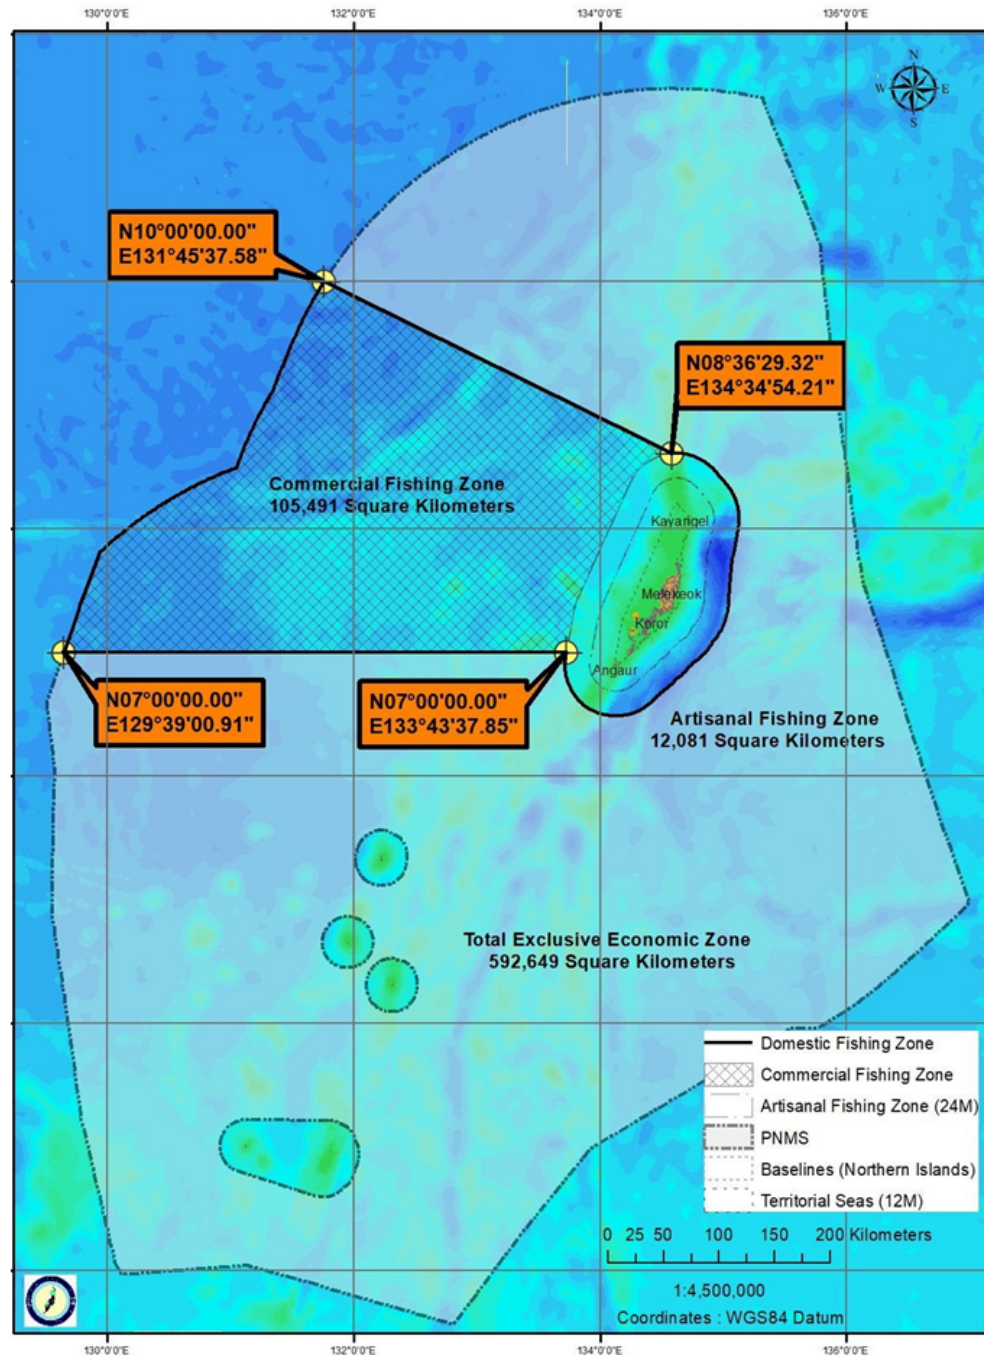 130°0'0"E
132°0'0"E
134°0'0"E
136°0'0"E
N
W
E
S
N10°00'00.00"
E131°45'37.58"
N08°36'29.32"
E134°34'54.21"
Commercial Fishing Zone
105,491 Square Kilometers
Kayangel
Melekeok
Koror
Angaur
N07°00'00.00"
E129°39'00.91"
N07°00'00.00"
E133°43'37.85"
Artisanal Fishing Zone
12,081 Square Kilometers
Total Exclusive Economic Zone
592,649 Square Kilometers
Domestic Fishing Zone
Commercial Fishing Zone
Artisanal Fishing Zone (24M)
PNMS
Baselines (Northern Islands)
Territorial Seas (12M)
0 25 50 100 150 200 Kilometers
1:4,500,000
Coordinates : WGS84 Datum
130°0'0"E
132°0'0"E
134°0'0"E
136°0'0"E